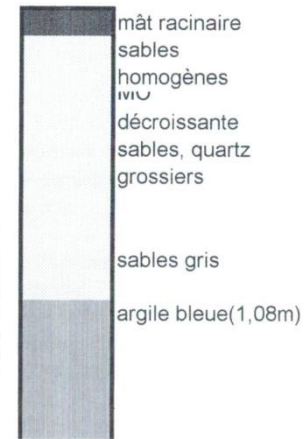 mât racinaire
sables
homogènes
MO
décroissante
sables, quartz
grossiers
sables gris
argile bleue(1,08m)